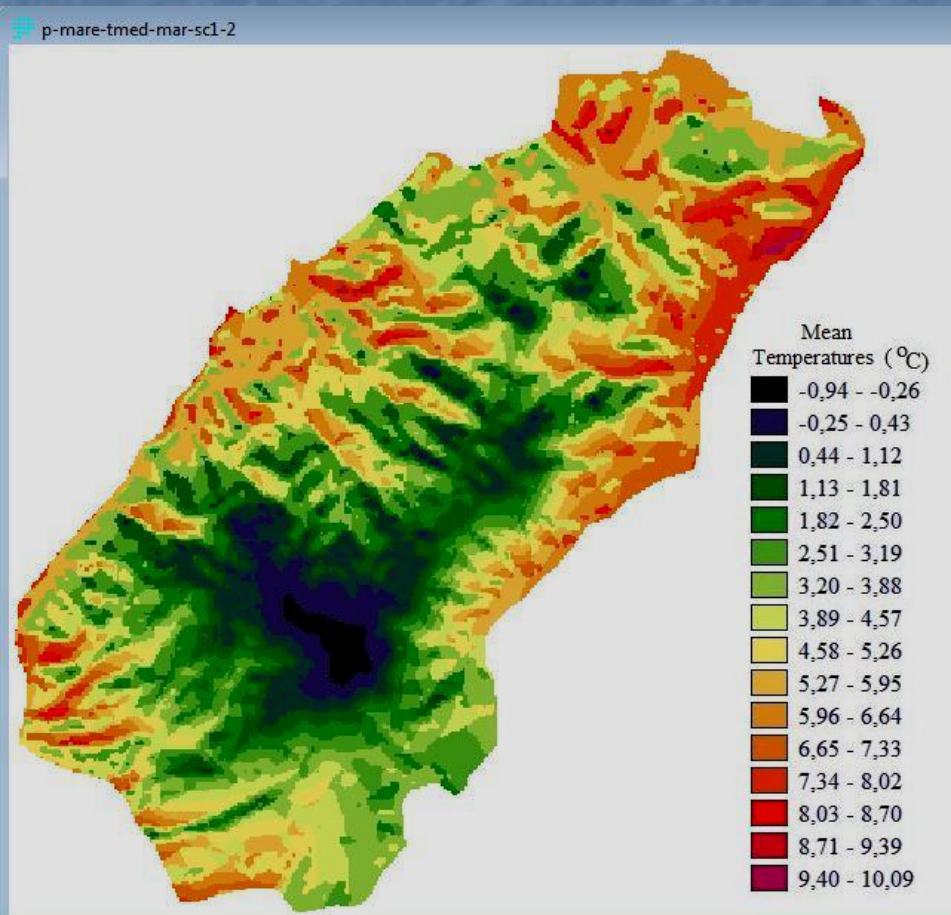 p-mare-tmed-mar-sc1-2
Mean
Temperatures (°C)
-0,94 - -0,26
-0,25 - 0,43
0,44 - 1,12
1,13 - 1,81
1,82 - 2,50
2,51 - 3,19
3,20 - 3,88
3,89 - 4,57
4,58 - 5,26
5,27 - 5,95
5,96 - 6,64
6,65 - 7,33
7,34 - 8,02
8,03 - 8,70
8,71 - 9,39
9,40 - 10,09